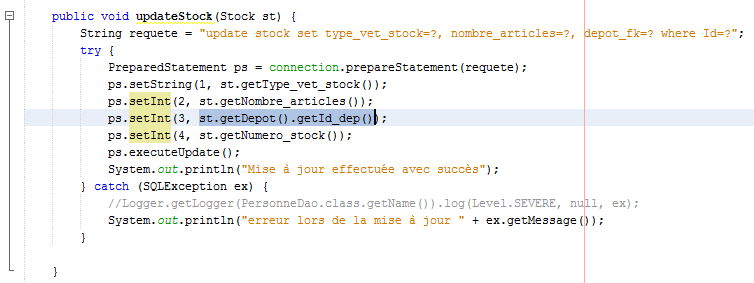 public void updateStock(Stock st) {
String requete = "update stock set type_vet_stock=?, nombre_articles=?, depot_fk=? where Id=?";
try {
PreparedStatement ps = connection.prepareStatement(requete);
ps.setString(1, st.getType_vet_stock());
ps.setInt(2, st.getNombre_articles());
ps.setInt(3, st.getDepot().getId_dep());
ps.setInt(4, st.getNumero_stock());
ps.executeUpdate();
System.out.println("Mise à jour effectuée avec succès");
} catch (SQLException ex) {
//Logger.getLogger(PersonneDao.class.getName()).log(Level.SEVERE, null, ex);
System.out.println("erreur lors de la mise à jour " + ex.getMessage());
}
}